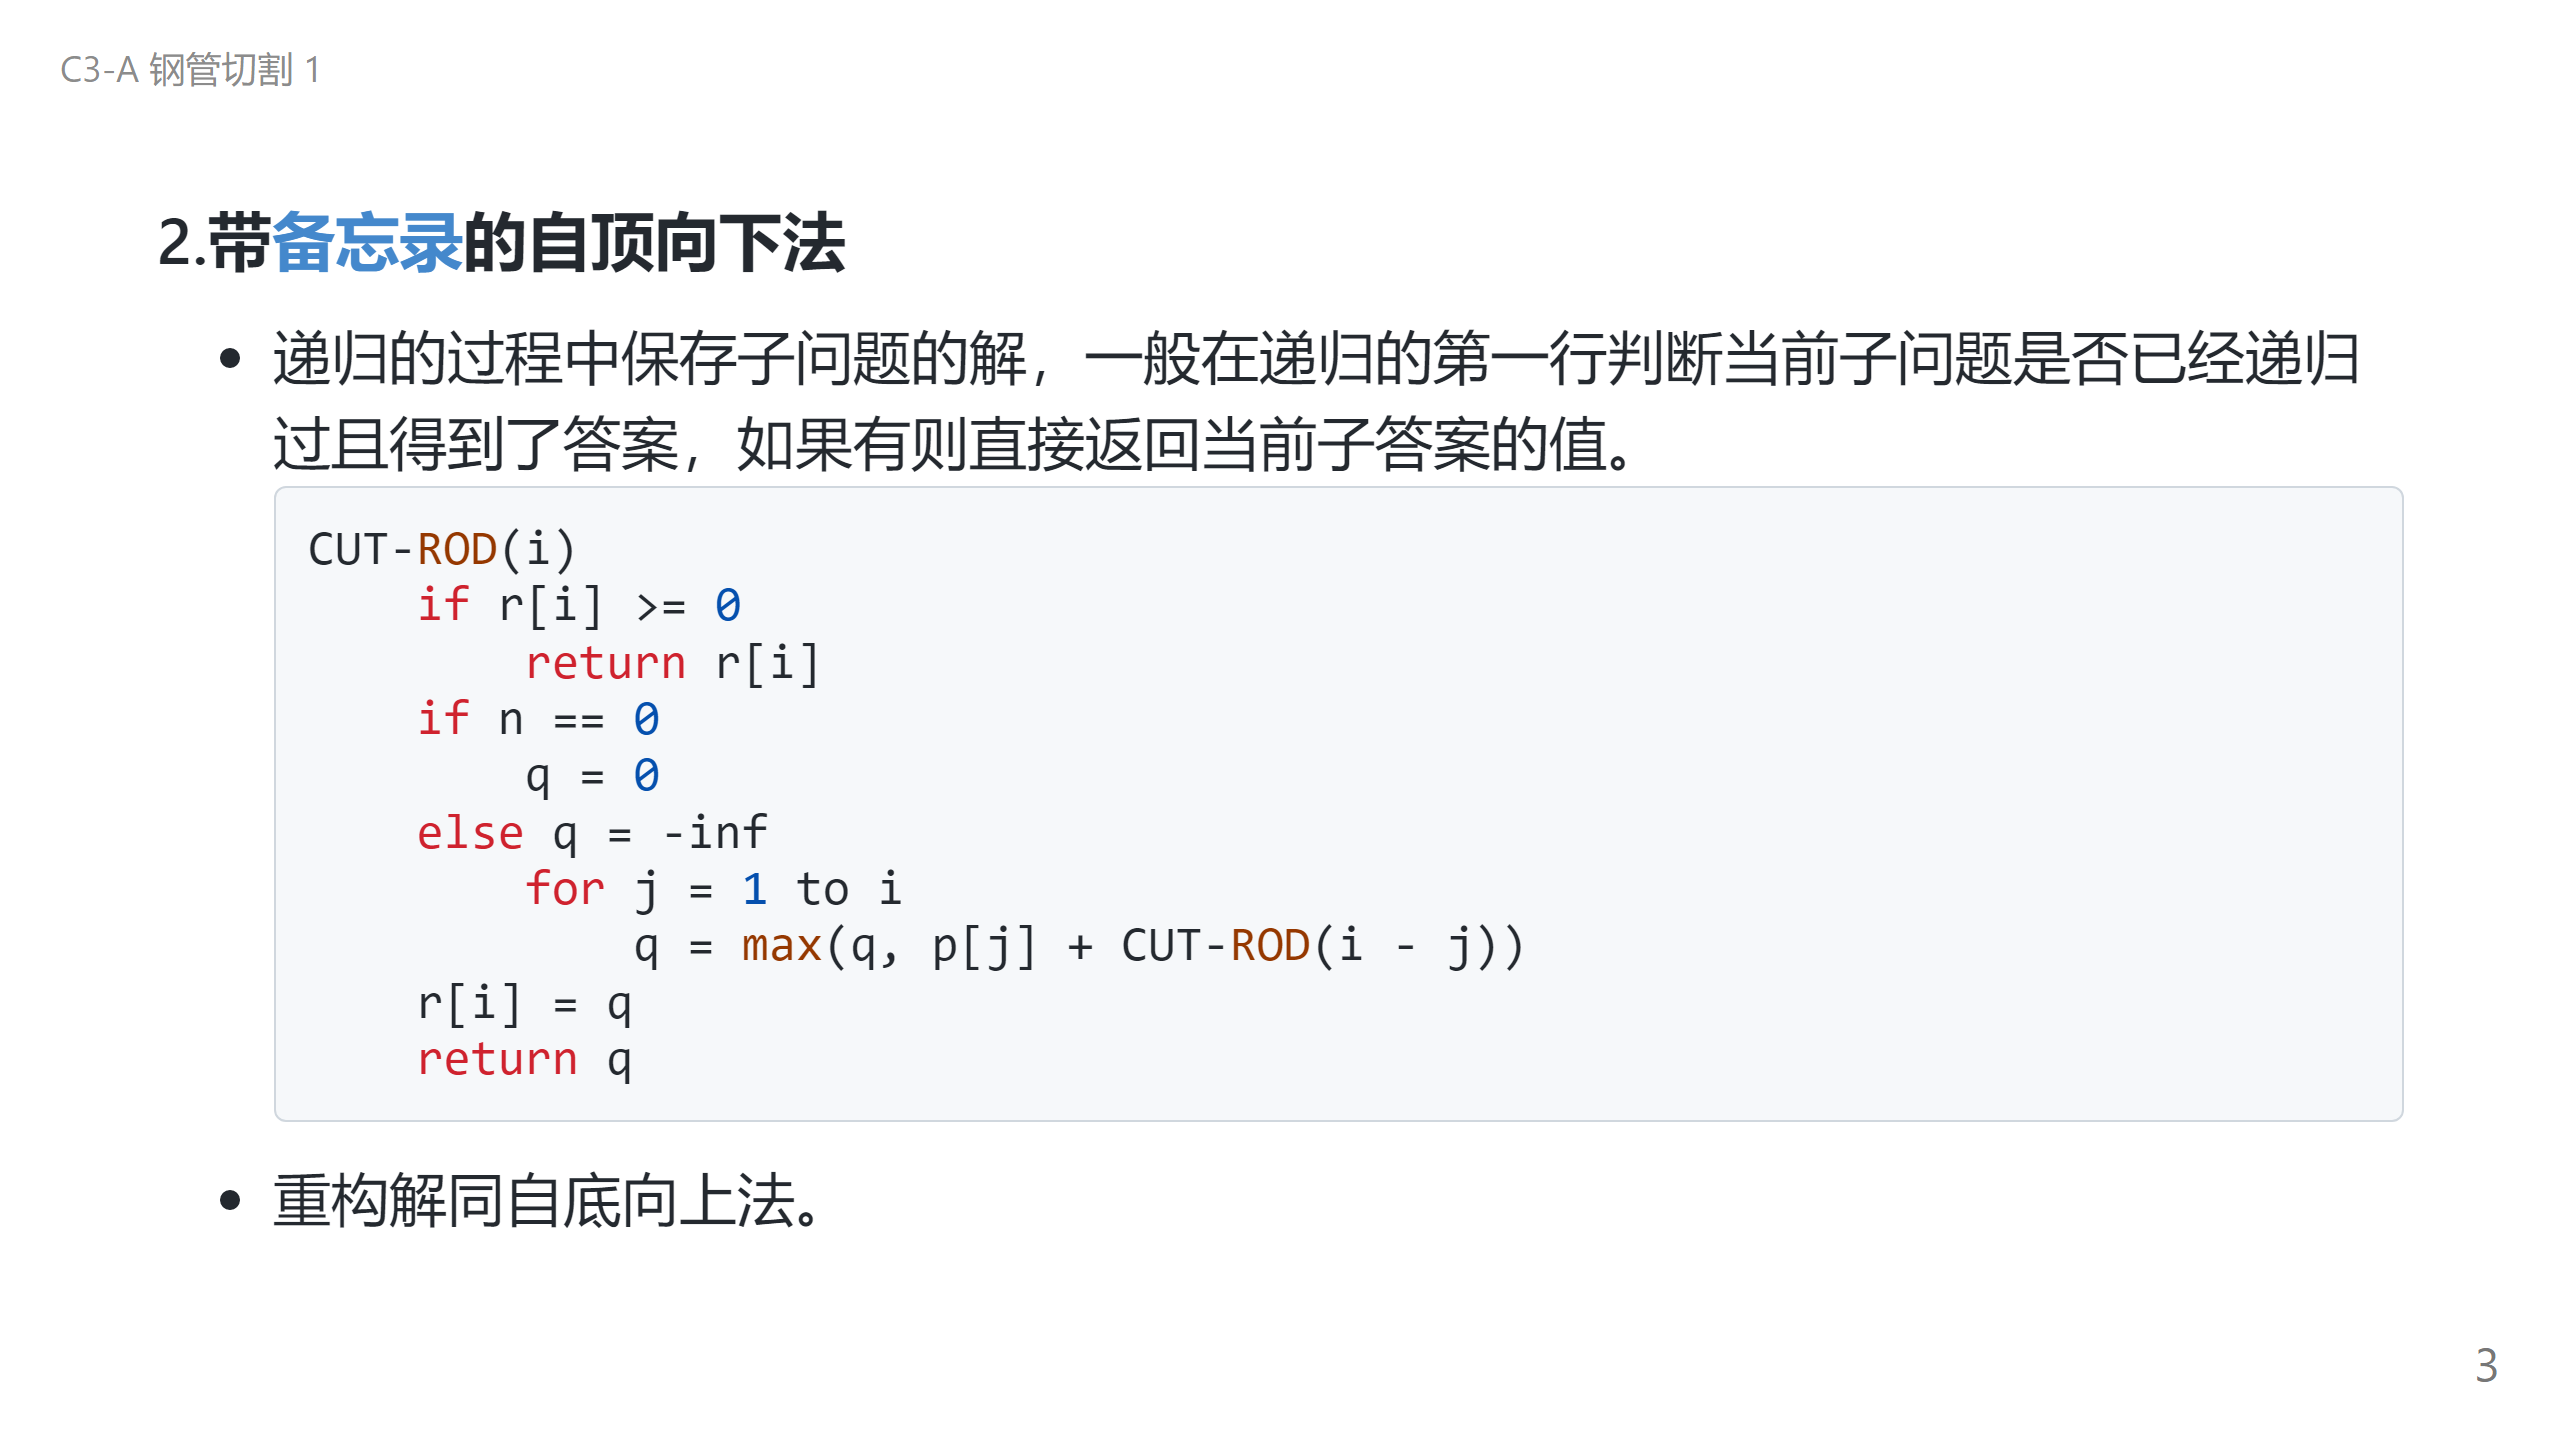 C3-A 钢管切割 1
2.带备忘录的自顶向下法
• 递归的过程中保存子问题的解，一般在递归的第一行判断当前子问题是否已经递归
过且得到了答案，如果有则直接返回当前子答案的值。
CUT-ROD(i)
    if r[i] >= 0
        return r[i]
    if n == 0
        q = 0
    else q = -inf
        for j = 1 to i
            q = max(q, p[j] + CUT-ROD(i - j))
    r[i] = q
    return q
• 重构解同自底向上法。
3